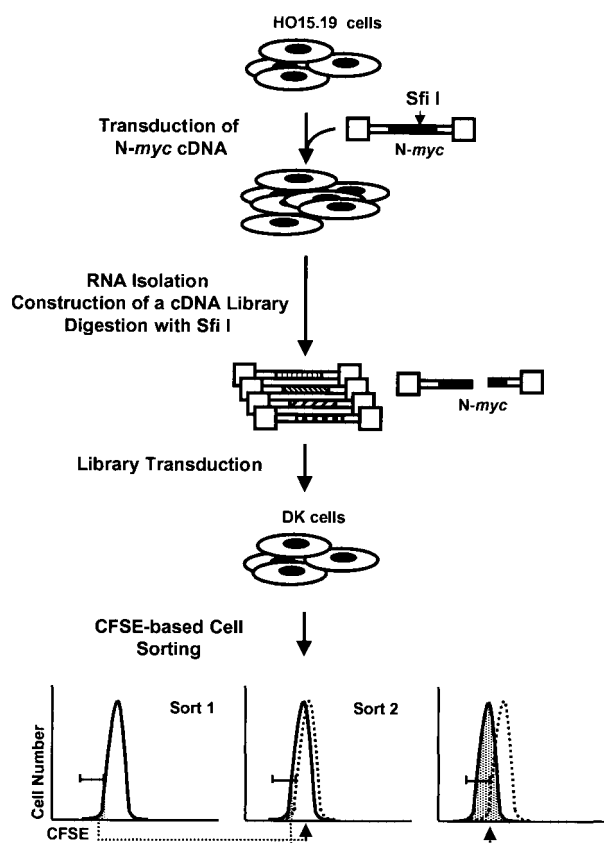 HO15.19 cells
Sfi I
Transduction of
N-myc cDNA
N-myc
RNA Isolation
Construction of a cDNA Library
Digestion with Sfi I
N-myc
Library Transduction
DK cells
CFSE-based Cell
Sorting
Sort 1
Sort 2
Cell Number
CFSE